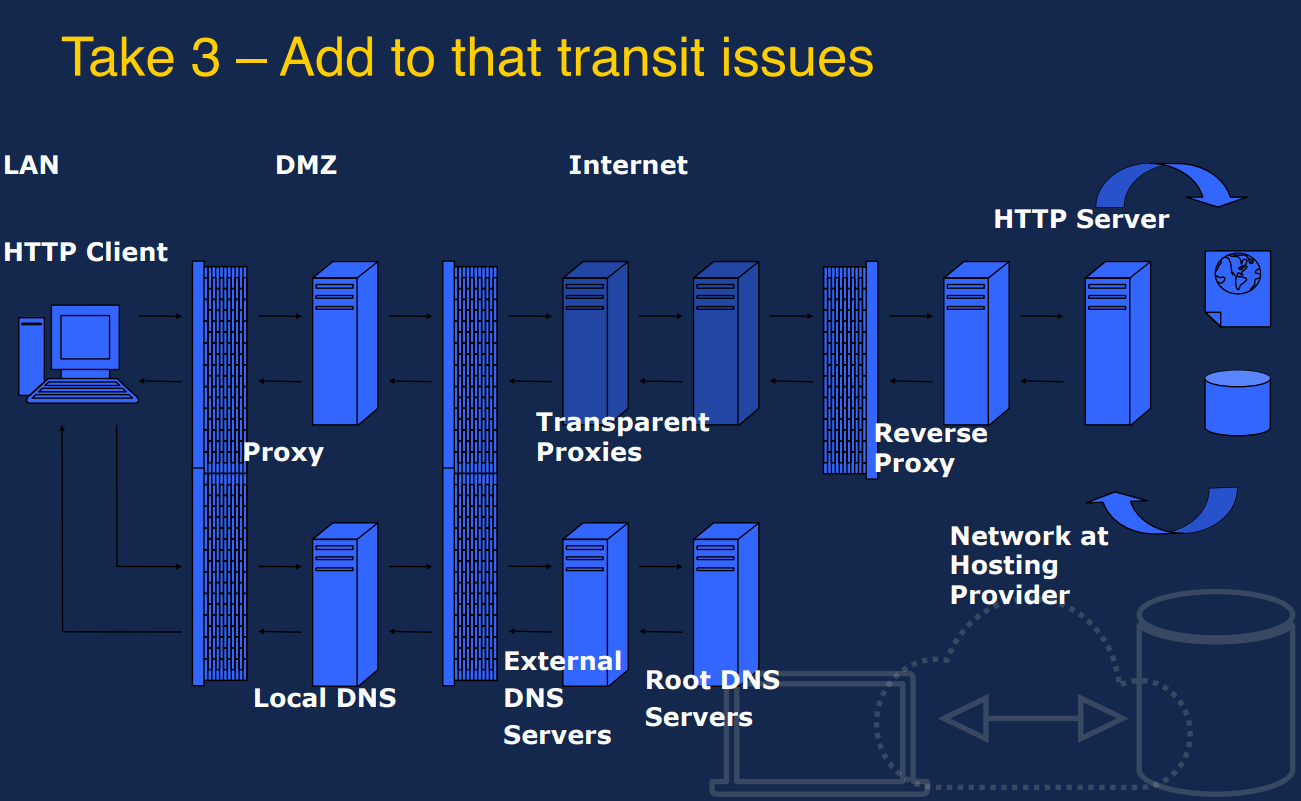 Take 3 – Add to that transit issues
LAN
DMZ
Internet
HTTP Server
HTTP Client
Proxy
Transparent
Proxies
Reverse
Proxy
Network at
Hosting
Provider
Local DNS
External
DNS
Servers
Root DNS
Servers